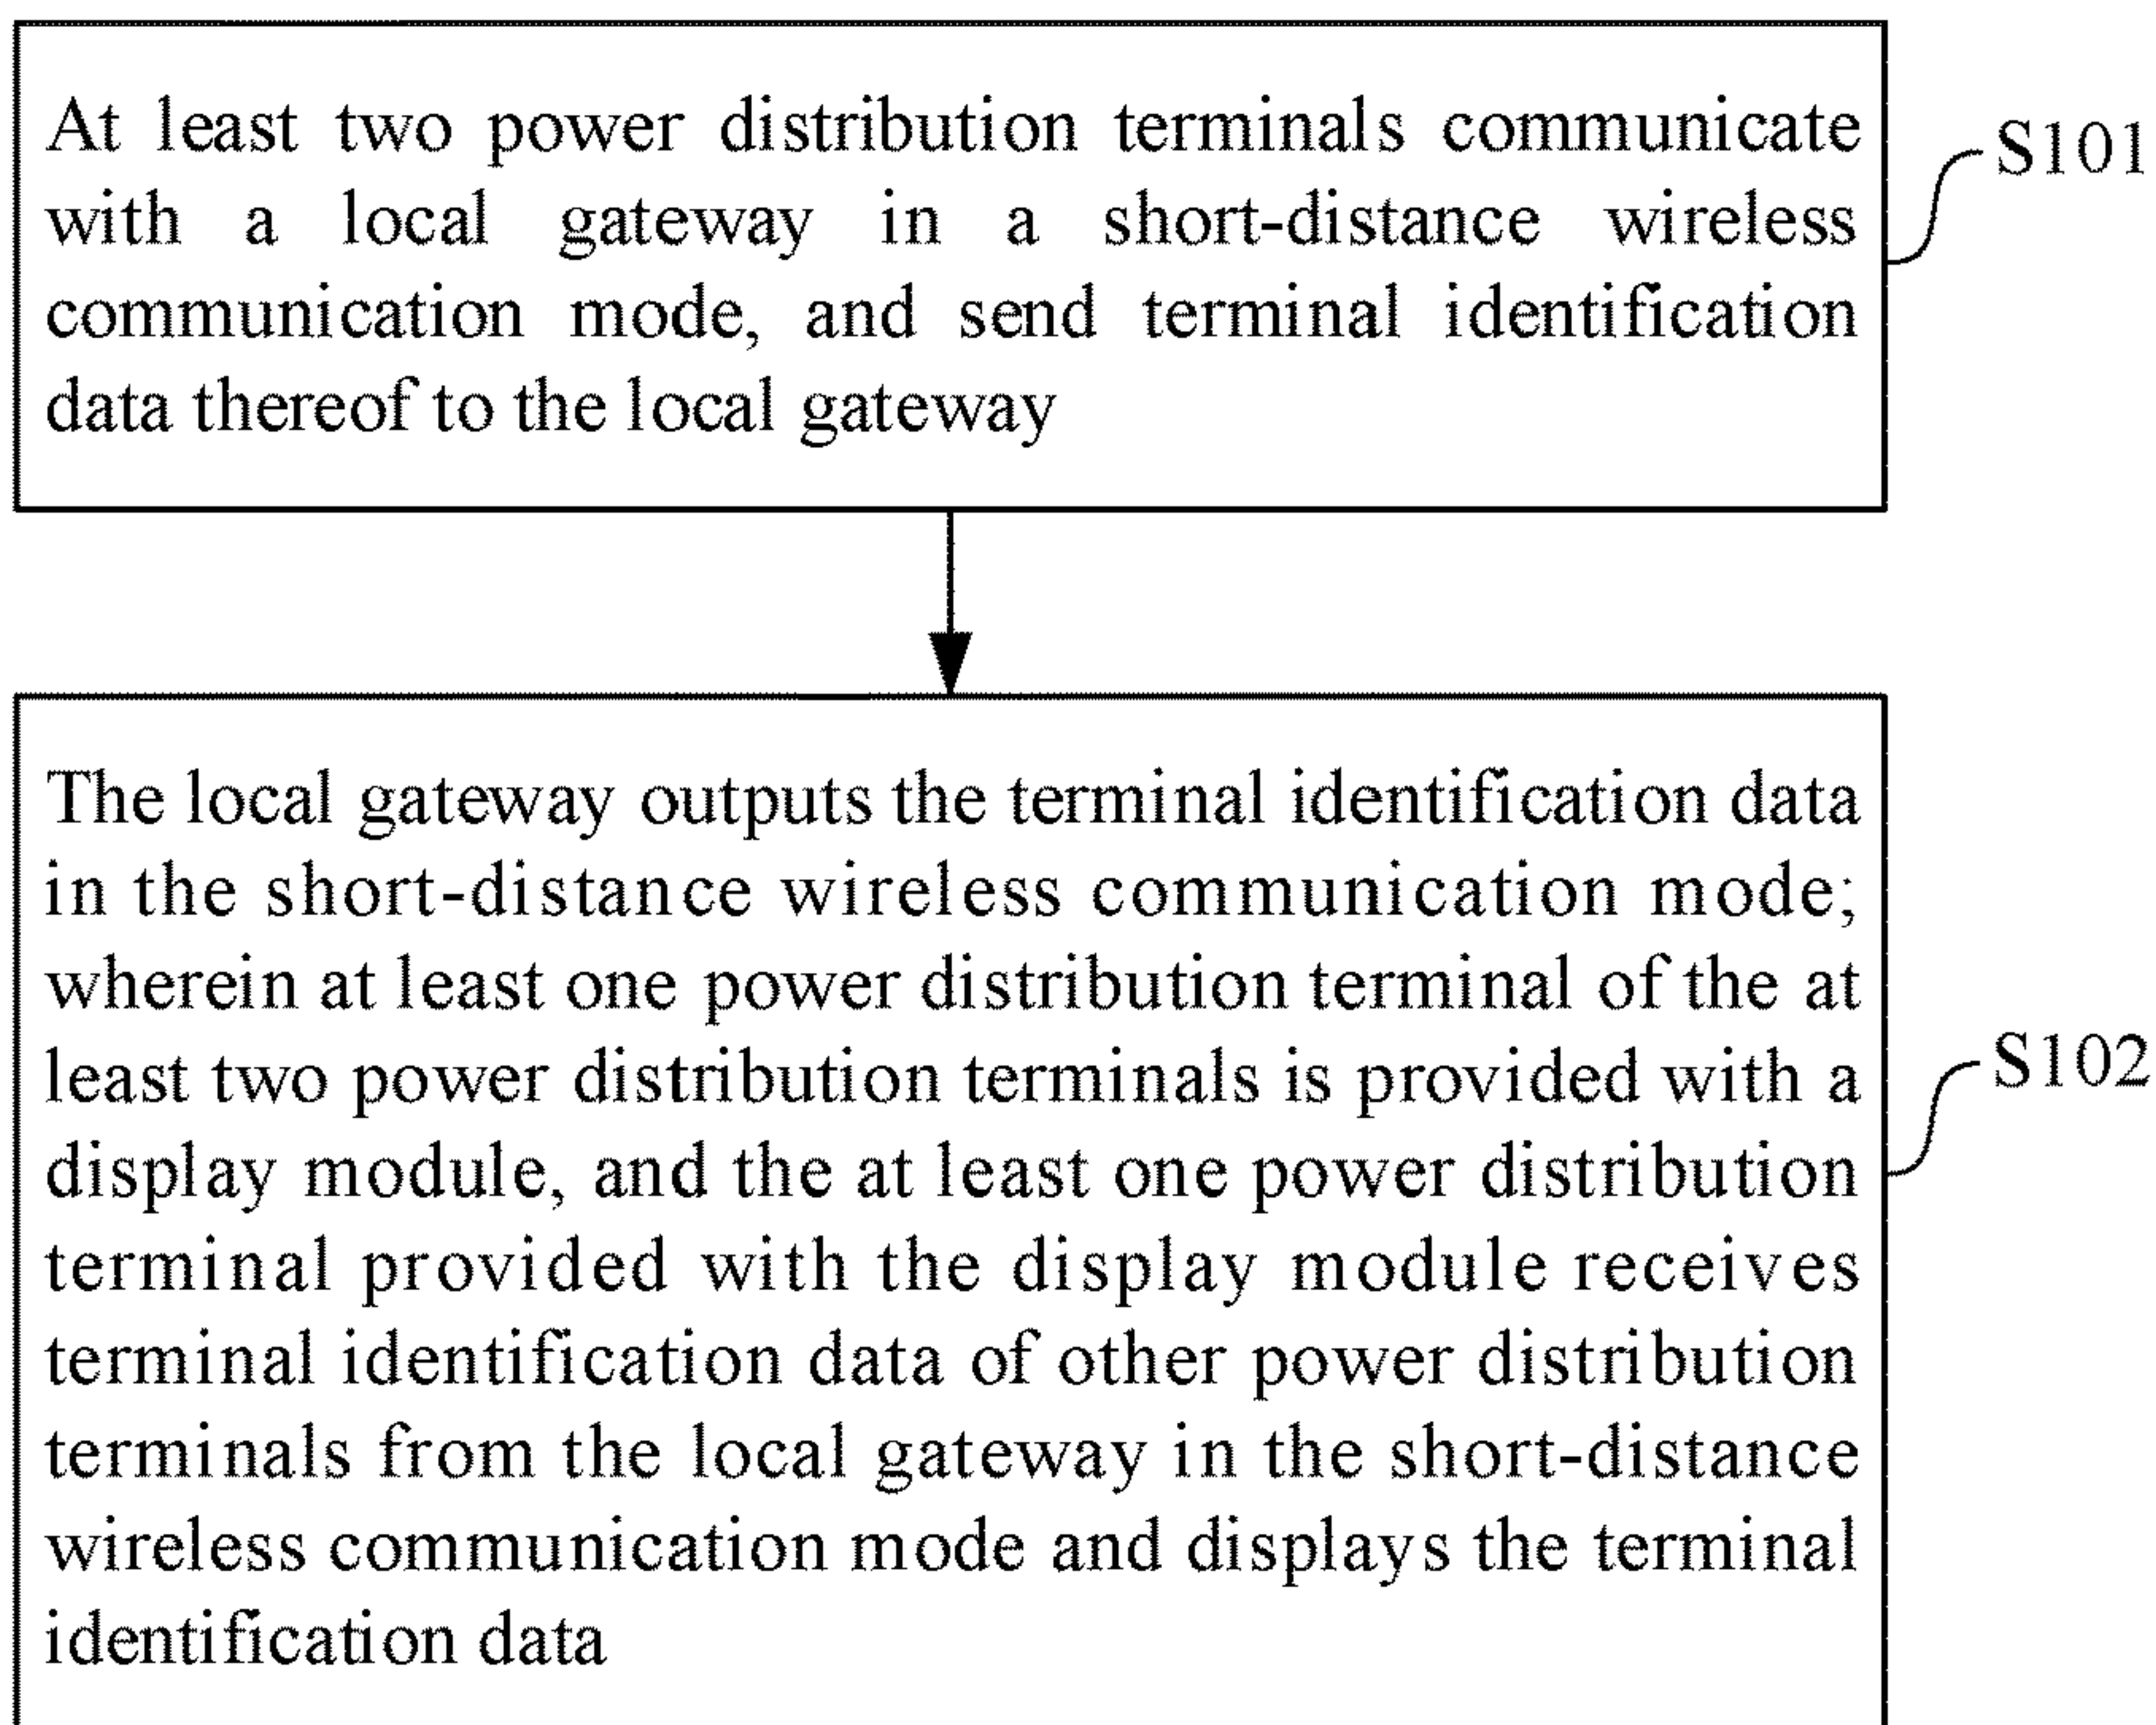 At least two power distribution terminals communicate
with a local gateway in a short-distance wireless
communication mode, and send terminal identification
data thereof to the local gateway
S101
The local gateway outputs the terminal identification data
in the short-distance wireless communication mode;
wherein at least one power distribution terminal of the at
least two power distribution terminals is provided with a
display module, and the at least one power distribution
terminal provided with the display module receives
terminal identification data of other power distribution
terminals from the local gateway in the short-distance
wireless communication mode and displays the terminal
identification data
S102